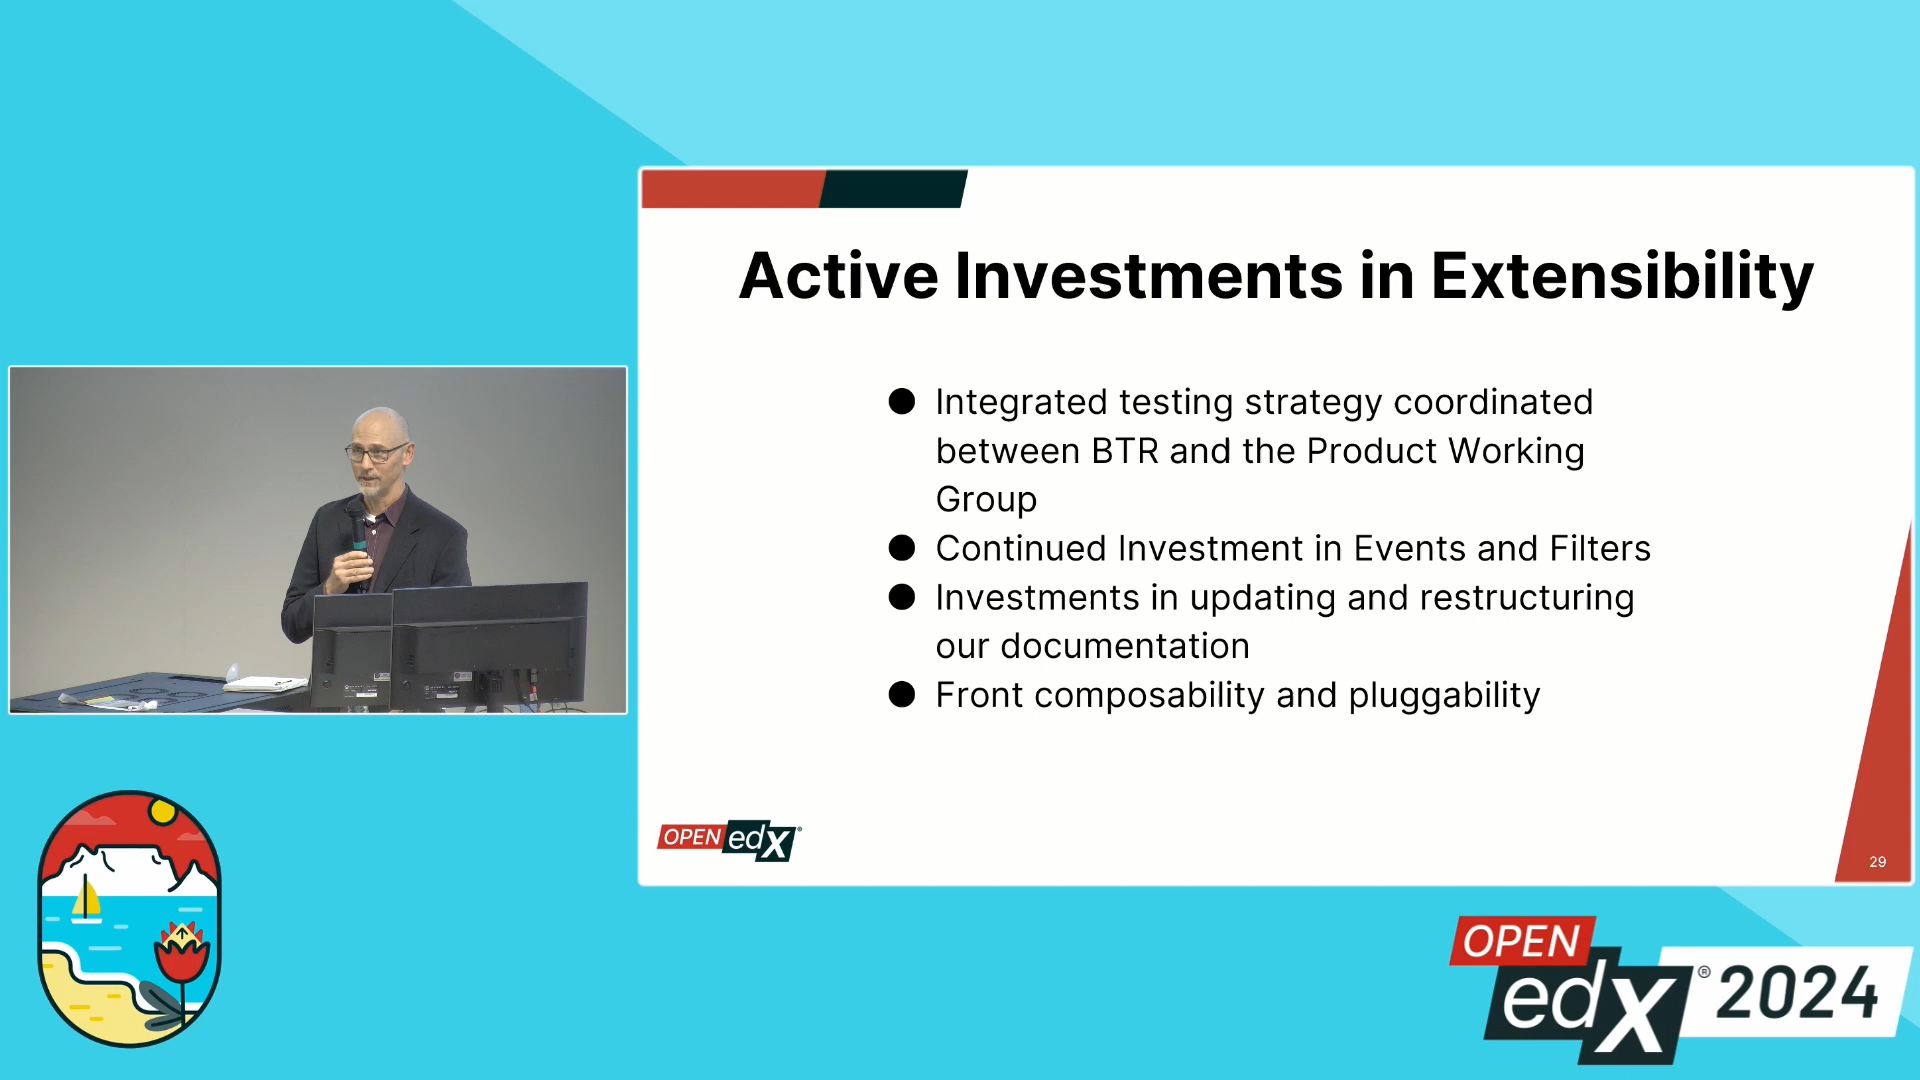 Active Investments in Extensibility
● Integrated testing strategy coordinated
between BTR and the Product Working
Group
● Continued Investment in Events and Filters
● Investments in updating and restructuring
our documentation
● Front composability and pluggability
OPEN edX®
29
OPEN
edX® 2024